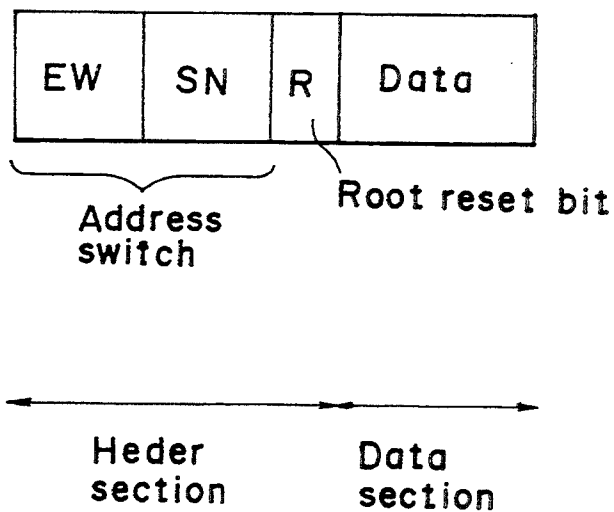 EW SN R Data
Root reset bit
Address
switch
Heder
section
Data
section